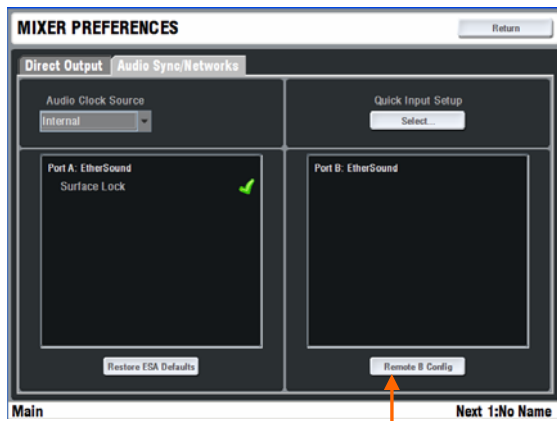 MIXER PREFERENCES
Return
Direct Output
Audio Sync/Networks
Audio Clock Source
Internal
Quick Input Setup
Select...
Port A: EtherSound
Surface Lock
Port B: EtherSound
Restore ESA Defaults
Remote B Config
Main
Next 1:No Name